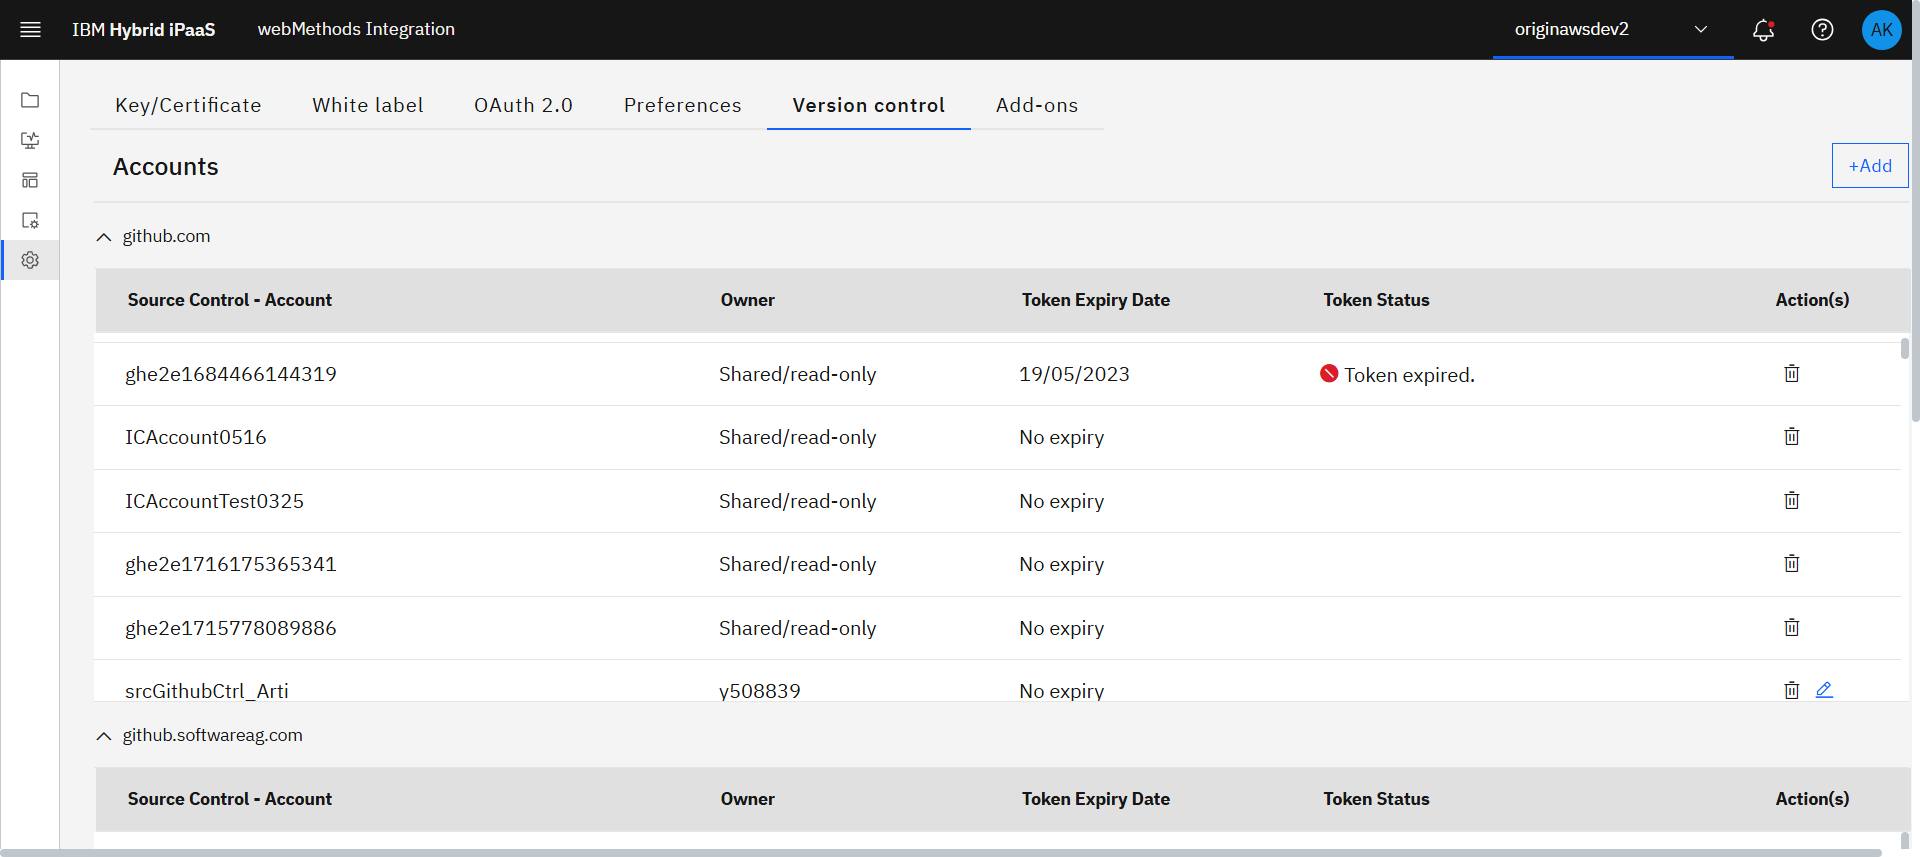 IBM Hybrid iPaaS webMethods Integration originawsdev2 AK
Key/Certificate White label OAuth 2.0 Preferences Version control Add-ons
Accounts +Add
github.com
Source Control - Account Owner Token Expiry Date Token Status Action(s)
ghe2e1684466144319 Shared/read-only 19/05/2023 Token expired.
ICAccount0516 Shared/read-only No expiry
ICAccountTest0325 Shared/read-only No expiry
ghe2e1716175365341 Shared/read-only No expiry
ghe2e1715778089886 Shared/read-only No expiry
srcGithubCtrl_Arti y508839 No expiry
github.softwareag.com
Source Control - Account Owner Token Expiry Date Token Status Action(s)